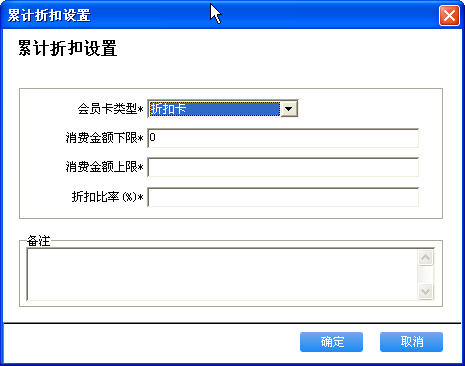 累计折扣设置
累计折扣设置
会员卡类型* 折扣卡
消费金额下限* 0
消费金额上限*
折扣比率(%)*
备注
确定 取消